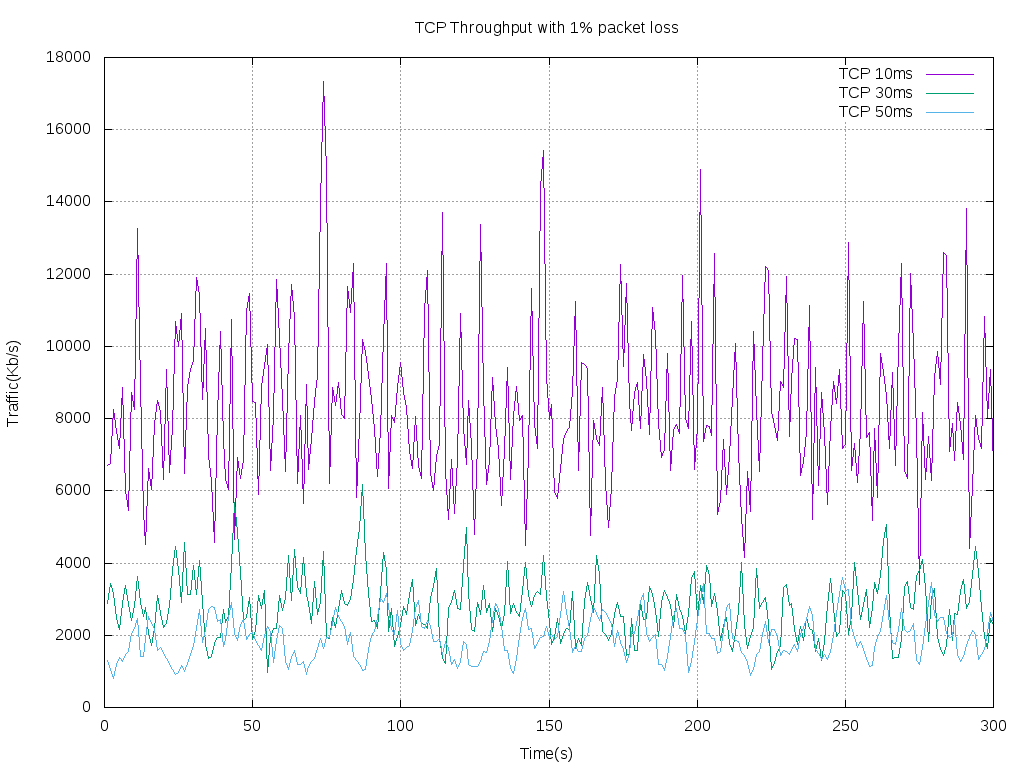 TCP Throughput with 1% packet loss
TCP 10ms
TCP 30ms
TCP 50ms
Traffic(Kb/s)
18000
16000
14000
12000
10000
8000
6000
4000
2000
0
0 50 100 150 200 250 300
Time(s)